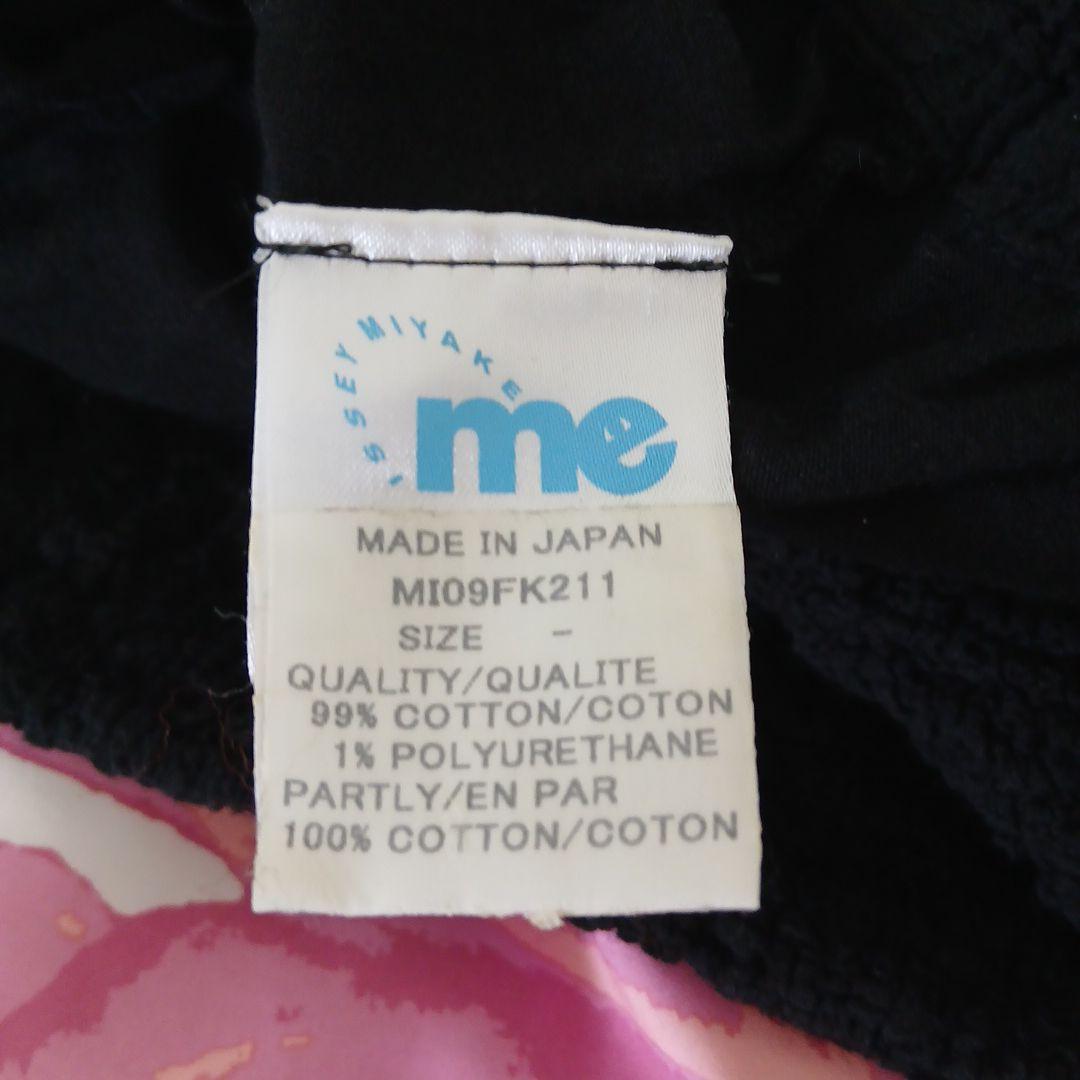 ISSEY MIYAKE
me
MADE IN JAPAN
MI09FK211
SIZE -
QUALITY/QUALITE
99% COTTON/COTON
1% POLYURETHANE
PARTLY/EN PAR
100% COTTON/COTON